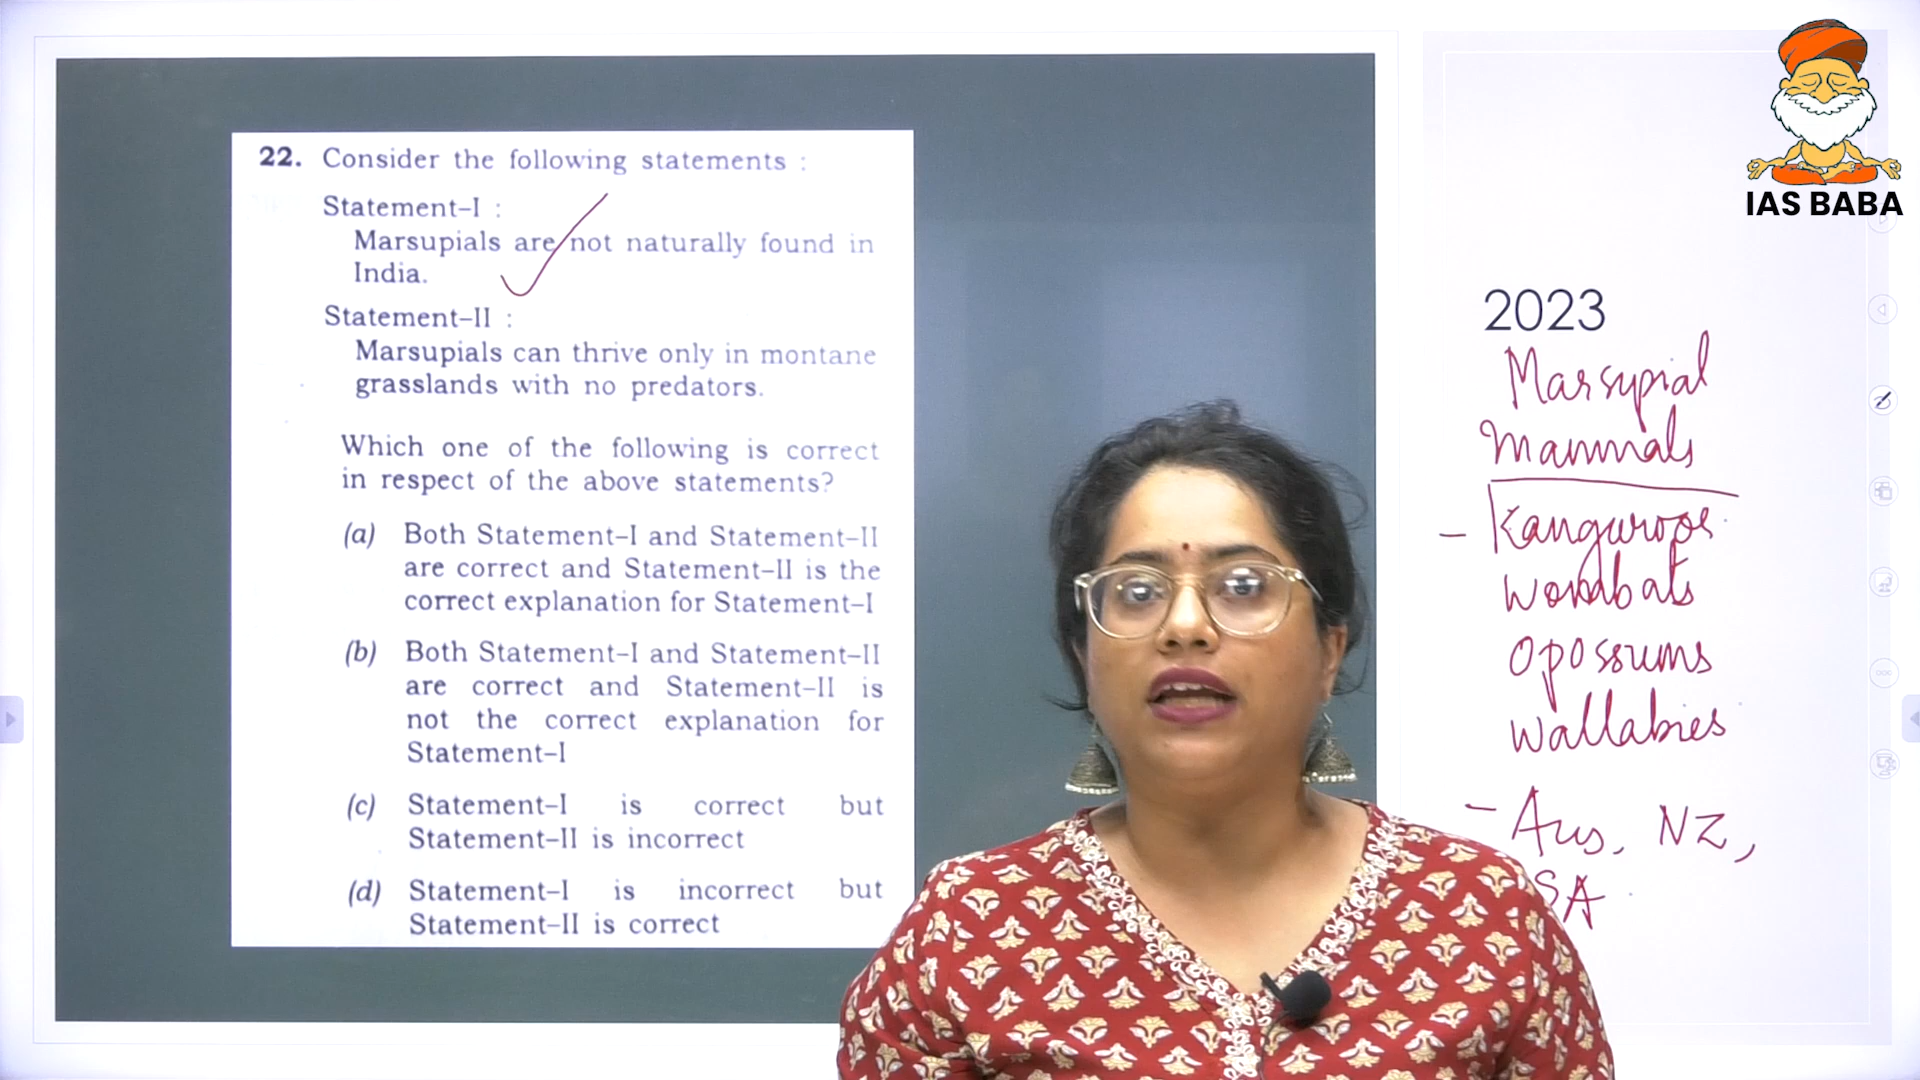 22. Consider the following statements :
Statement-I :
Marsupials are not naturally found in
India.
Statement-II :
Marsupials can thrive only in montane
grasslands with no predators.
Which one of the following is correct
in respect of the above statements?
(a) Both Statement-I and Statement-II
are correct and Statement-II is the
correct explanation for Statement-I
(b) Both Statement-I and Statement-II
are correct and Statement-II is
not the correct explanation for
Statement-I
(c) Statement-I is correct but
Statement-II is incorrect
(d) Statement-I is incorrect but
Statement-II is correct
IAS BABA
2023
Marsupial
Mammals
- Kangaroos
Wombats
Opossums
Wallabies
- Aus, NZ,
SA